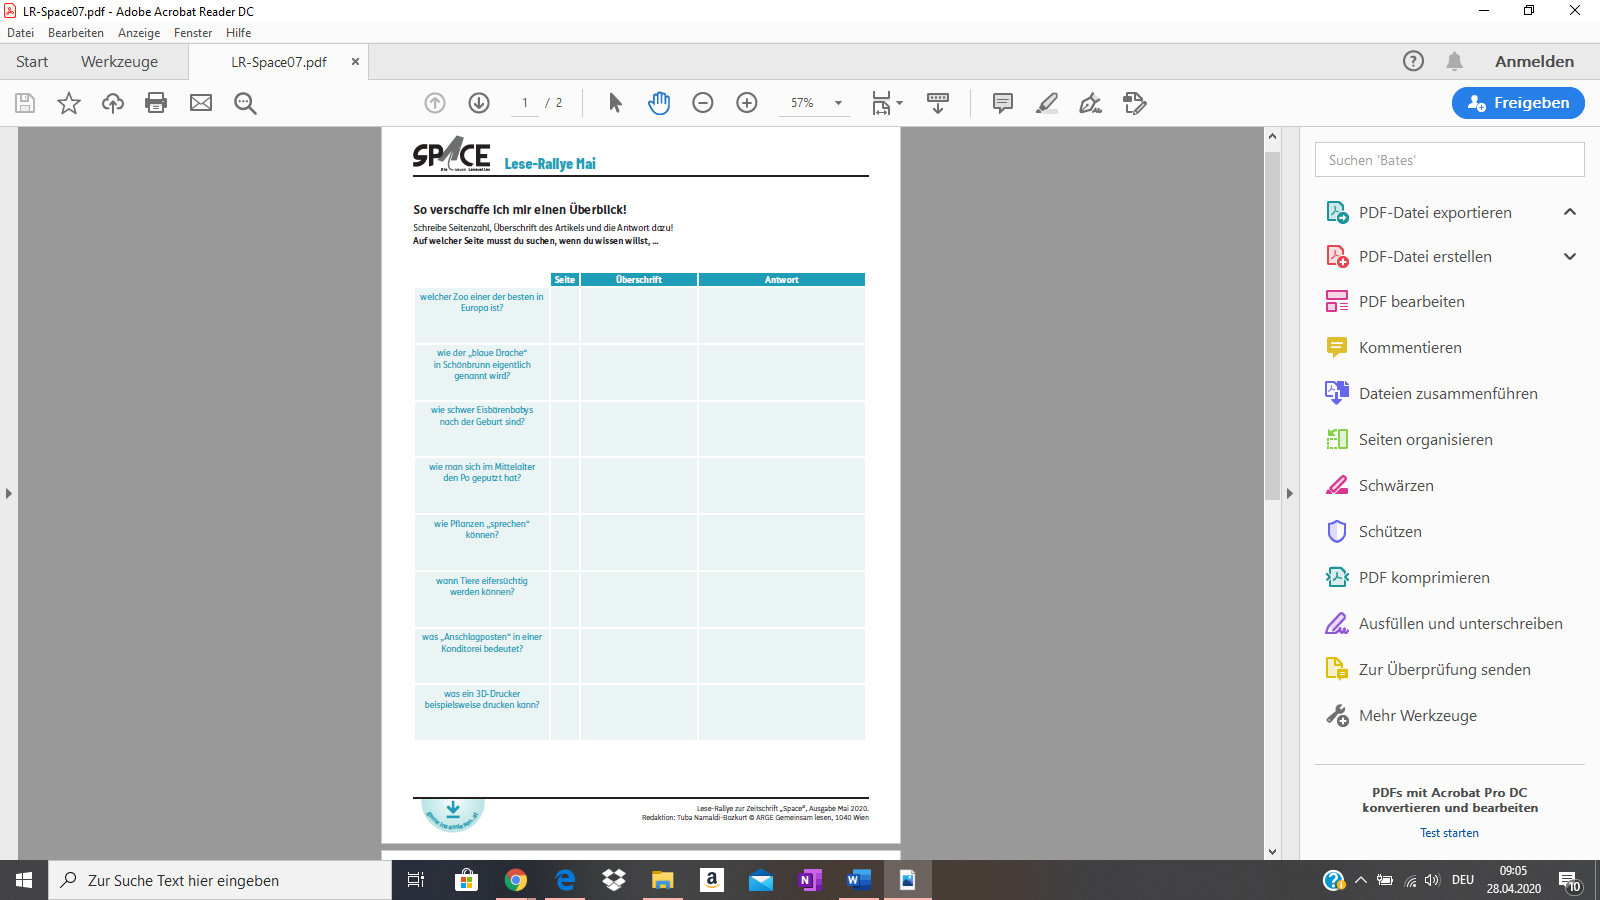 LR-Space07.pdf - Adobe Acrobat Reader DC
Datei Bearbeiten Anzeige Fenster Hilfe
Start Werkzeuge LR-Space07.pdf × Anmelden
1 / 2 57% Freigeben
SPACE Lese-Rallye Mai
Die neuen Lesewelten
So verschaffe ich mir einen Überblick!
Schreibe Seitenzahl, Überschrift des Artikels und die Antwort dazu!
Auf welcher Seite musst du suchen, wenn du wissen willst, ...
Seite Überschrift Antwort
welcher Zoo einer der besten in
Europa ist?
wie der „blaue Drache“
in Schönbrunn eigentlich
genannt wird?
wie schwer Eisbärenbabys
nach der Geburt sind?
wie man sich im Mittelalter
den Po geputzt hat?
wie Pflanzen „sprechen“
können?
wann Tiere eifersüchtig
werden können?
was „Anschlagposten“ in einer
Konditorei bedeutet?
was ein 3D-Drucker
beispielsweise drucken kann?
Lese-Rallye zur Zeitschrift „Space“, Ausgabe Mai 2020.
Redaktion: Tuba Namaldi-Bozkurt © ARGE Gemeinsam lesen, 1040 Wien
Suchen 'Bates'
PDF-Datei exportieren
PDF-Datei erstellen
PDF bearbeiten
Kommentieren
Dateien zusammenführen
Seiten organisieren
Schwärzen
Schützen
PDF komprimieren
Ausfüllen und unterschreiben
Zur Überprüfung senden
Mehr Werkzeuge
PDFs mit Acrobat Pro DC
konvertieren und bearbeiten
Test starten
Zur Suche Text hier eingeben
DEU
09:05
28.04.2020
10